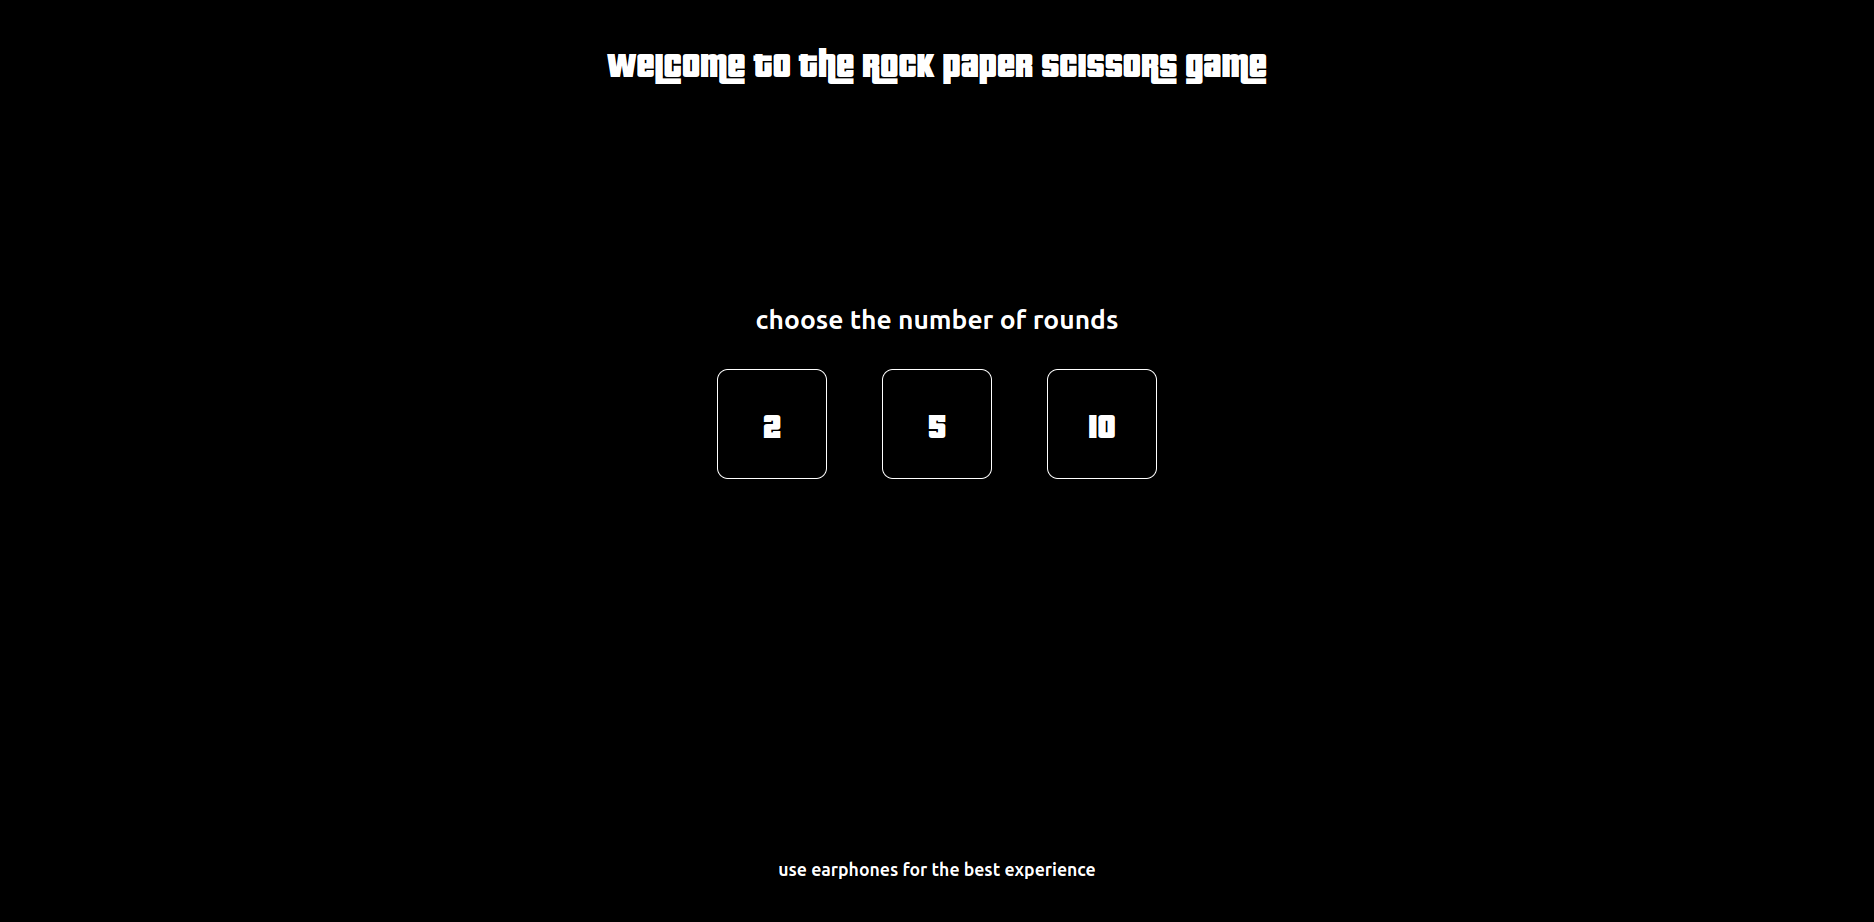 welcome to the Rock paper scissors game
choose the number of rounds
2 5 10
use earphones for the best experience